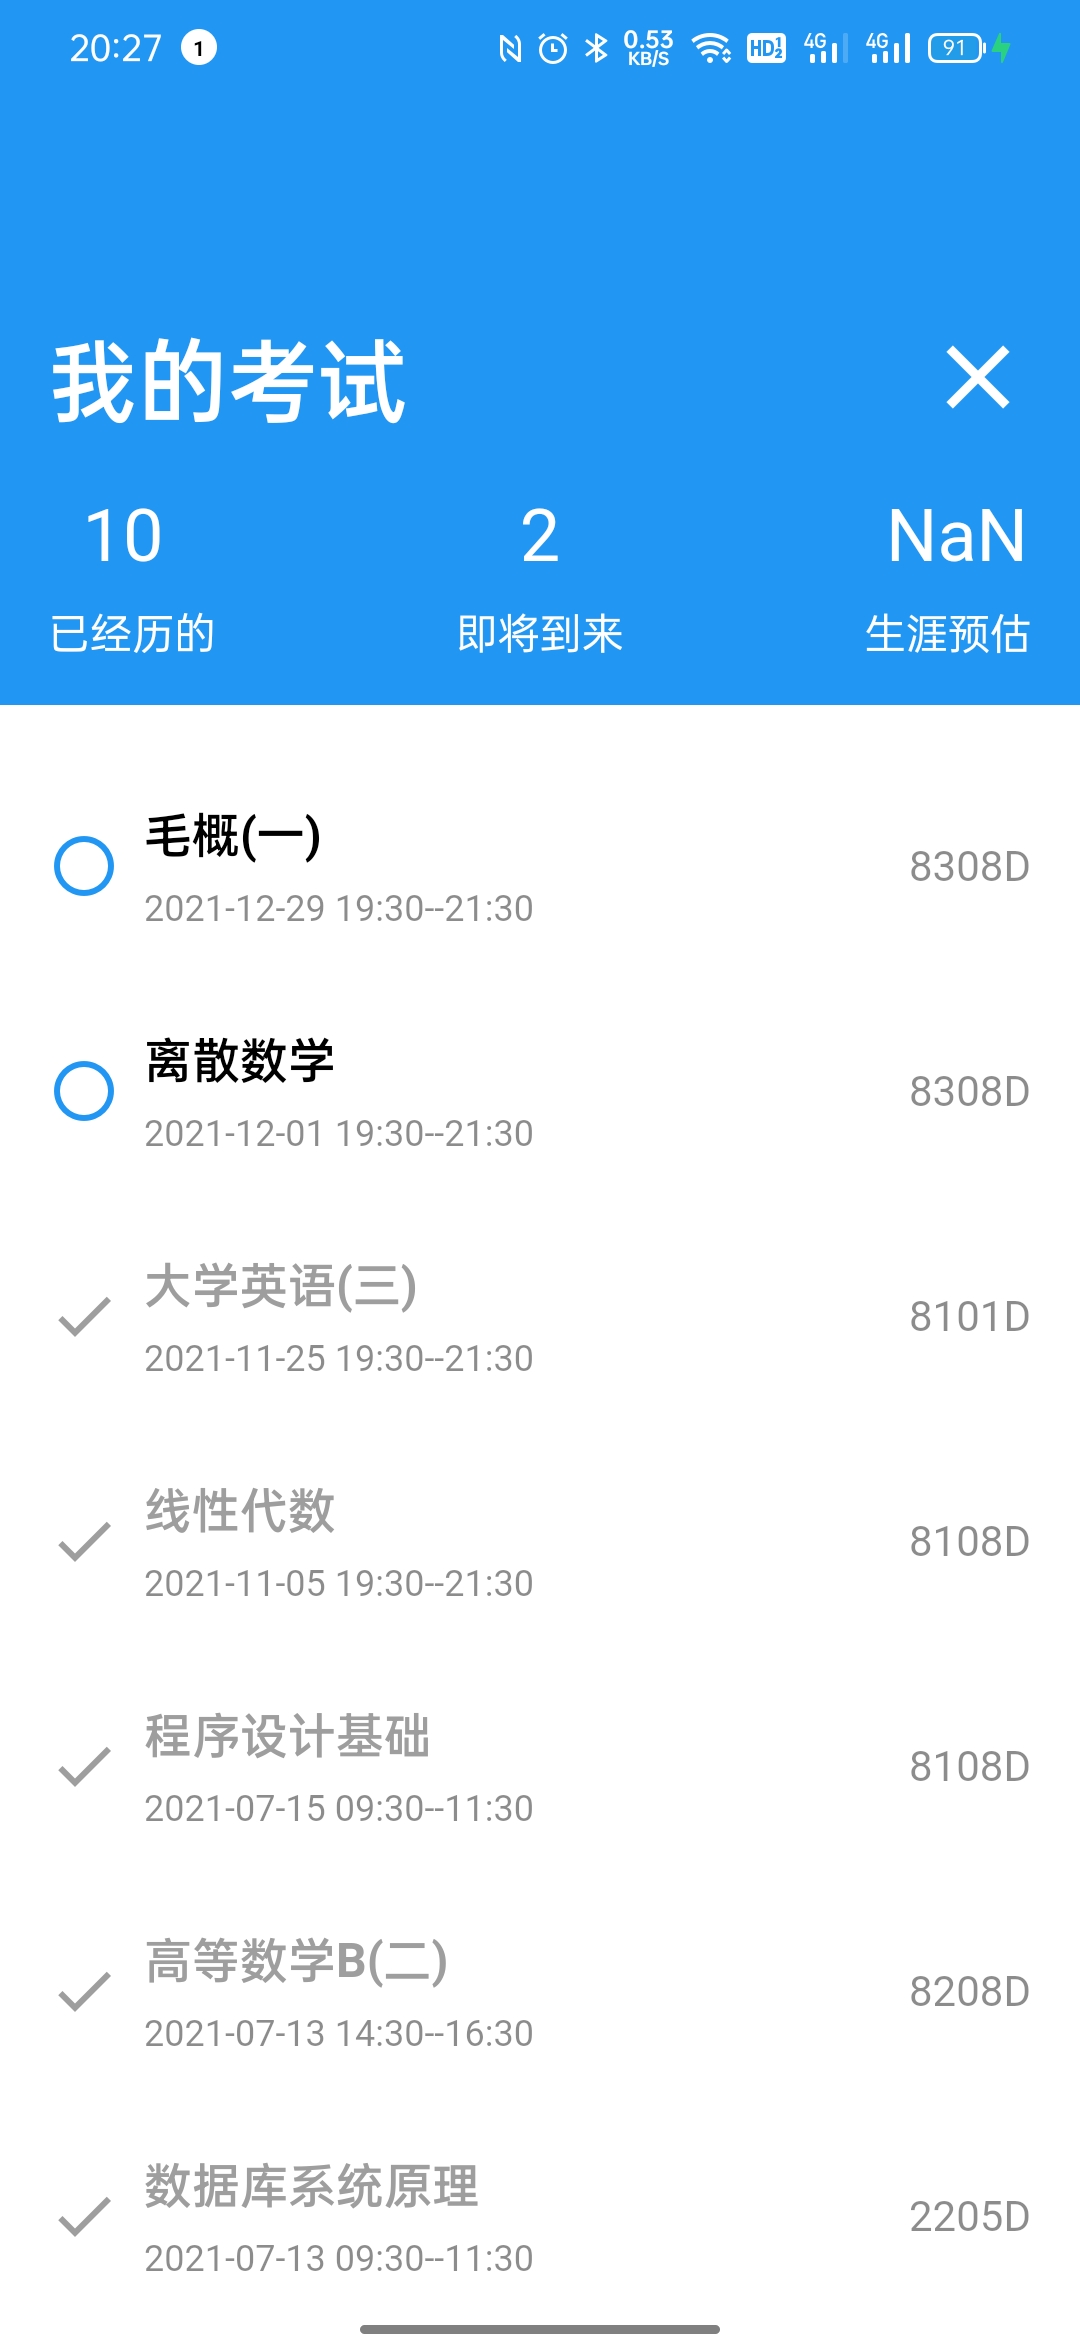 20:27 1 0.53 KB/S HD 1 2 4G 4G 91
我的考试
10 2 NaN
已经历的 即将到来 生涯预估
毛概(一)
8308D
2021-12-29 19:30--21:30
离散数学
8308D
2021-12-01 19:30--21:30
大学英语(三)
8101D
2021-11-25 19:30--21:30
线性代数
8108D
2021-11-05 19:30--21:30
程序设计基础
8108D
2021-07-15 09:30--11:30
高等数学B(二)
8208D
2021-07-13 14:30--16:30
数据库系统原理
2205D
2021-07-13 09:30--11:30